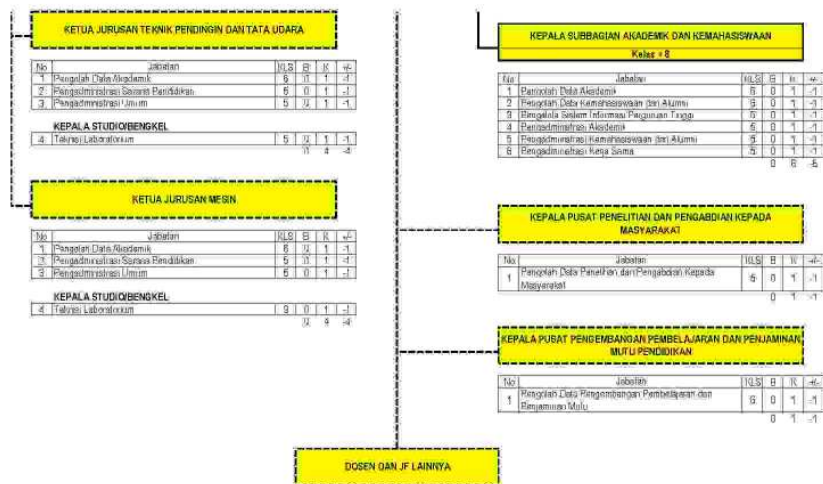 KETUA JURUSAN TEKNIK PENDINGIN DAN TATA UDARA
No Jabatan KLS B K +/-
1 Pengolah Data Akademik 6 0 1 -1
2 Pengadministrasi Sarana Pendidikan 5 0 1 -1
3 Pengadministrasi Umum 5 0 1 -1
KEPALA STUDIO/BENGKEL
4 Teknisi Laboratorium 5 0 1 -1
0 4 -4
KETUA JURUSAN MESIN
No Jabatan KLS B K +/-
1 Pengolah Data Akademik 6 0 1 -1
2 Pengadministrasi Sarana Pendidikan 5 0 1 -1
3 Pengadministrasi Umum 5 0 1 -1
KEPALA STUDIO/BENGKEL
4 Teknisi Laboratorium 0 1 -1
0 4 -4
KEPALA SUBBAGIAN AKADEMIK DAN KEMAHASISWAAN
Kelas : 8
No Jabatan KLS B K +/-
1 Pengolah Data Akademik 6 0 1 -1
2 Pengolah Data Kemahasiswaan dan Alumni 6 0 1 -1
3 Pengelola Sistem Informasi Perguruan Tinggi 6 0 1 -1
4 Pengadministrasi Akademik 5 0 1 -1
5 Pengadministrasi Kemahasiswaan dan Alumni 5 0 1 -1
6 Pengadministrasi Kerja Sama 5 0 1 -1
0 6 -6
KEPALA PUSAT PENELITIAN DAN PENGABDIAN KEPADA
MASYARAKAT
No Jabatan KLS B K +/-
1 Pengolah Data Penelitian dan Pengabdian Kepada
Masyarakat 6 0 1 -1
0 1 -1
KEPALA PUSAT PENGEMBANGAN PEMBELAJARAN DAN PENJAMINAN
MUTU PENDIDIKAN
No Jabatan KLS B K +/-
1 Pengolah Data Pengembangan Pembelajaran dan
Penjaminan Mutu 6 0 1 -1
0 1 -1
DOSEN DAN JF LAINNYA